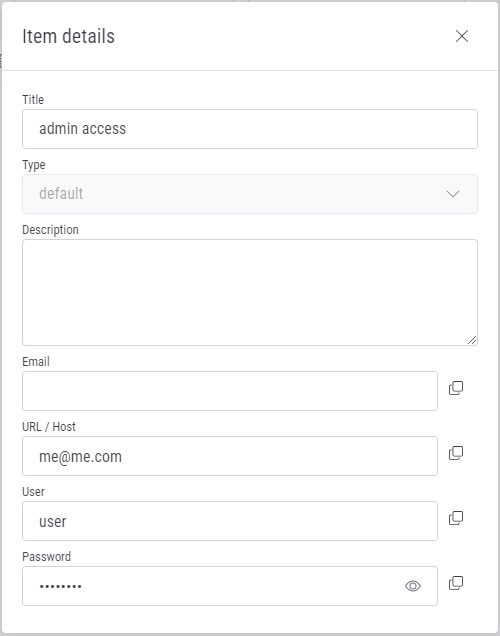 Item details
Title
admin access
Type
default
Description
Email
URL / Host
me@me.com
User
user
Password
••••••••